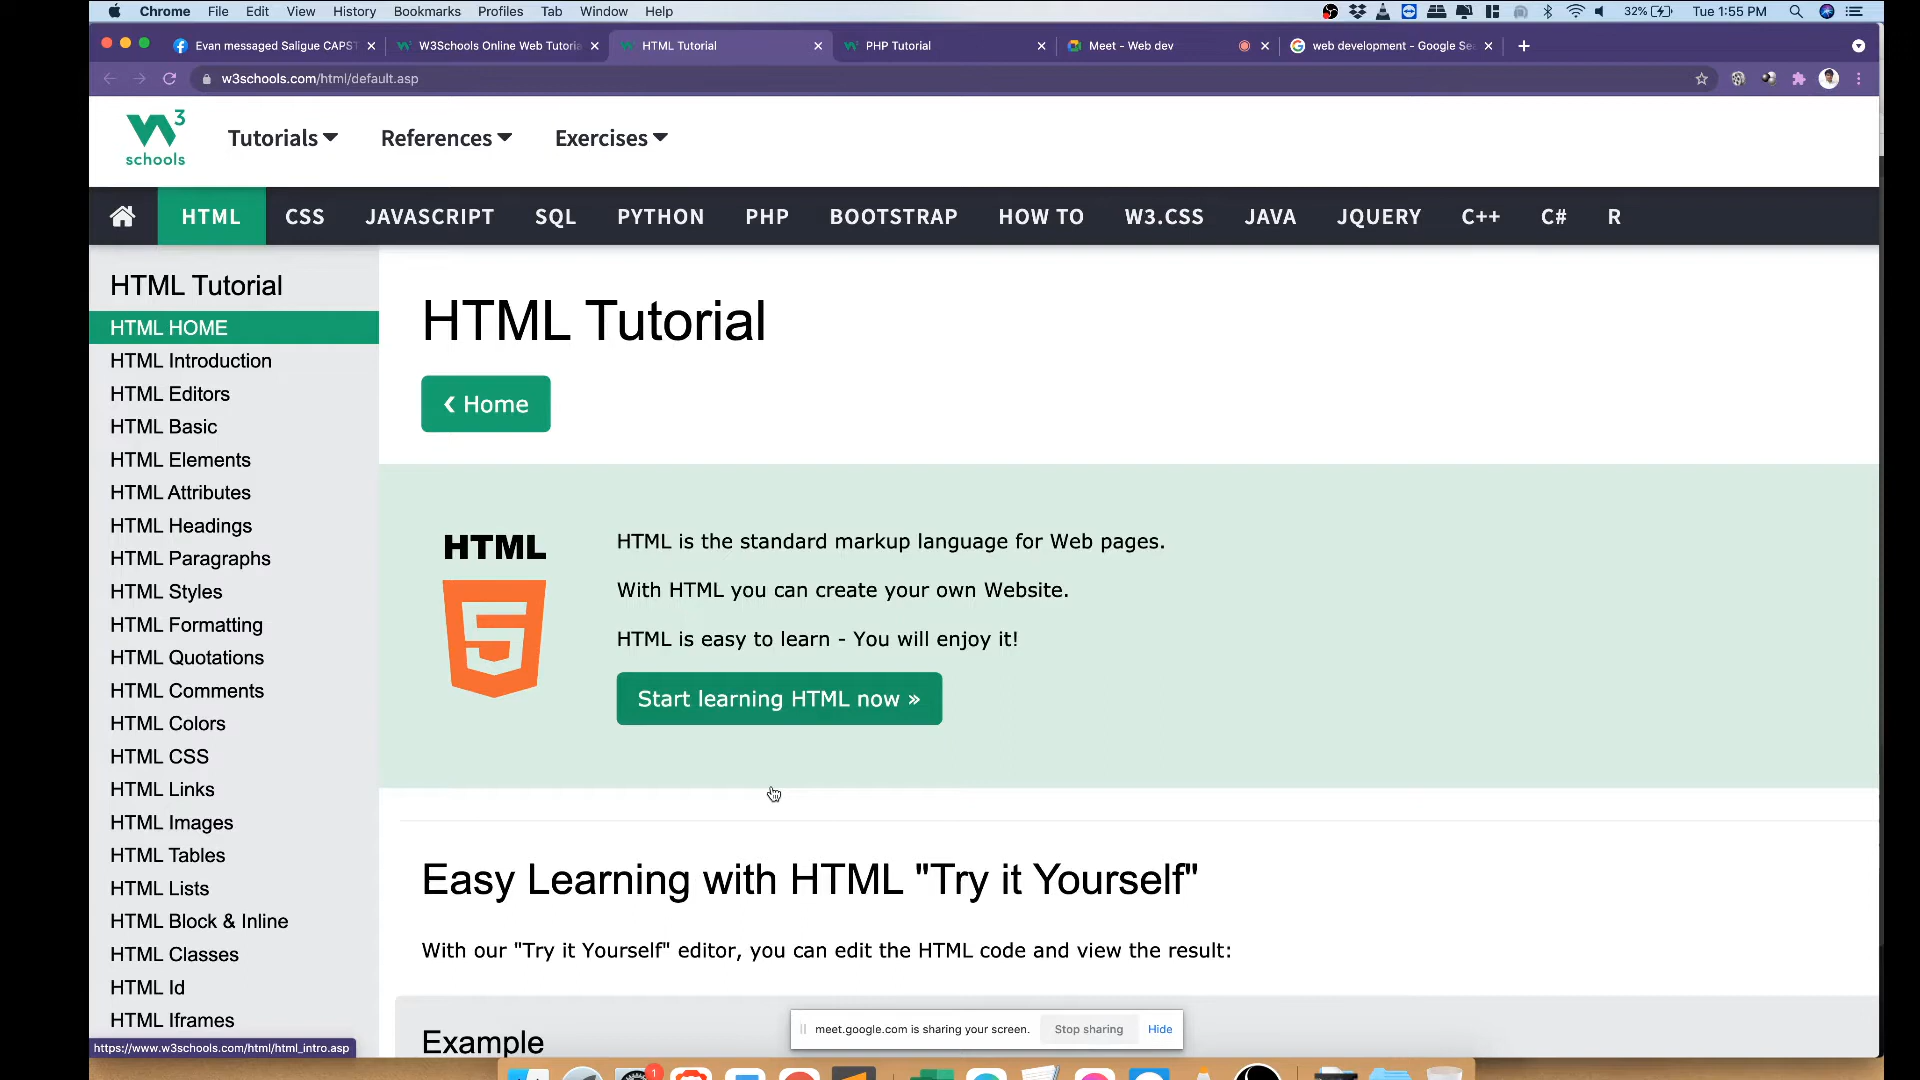 Chrome File Edit View History Bookmarks Profiles Tab Window Help 32% Tue 1:55 PM
Evan messaged Saligue CAPST W3Schools Online Web Tutoria HTML Tutorial PHP Tutorial Meet - Web dev web development - Google Se
w3schools.com/html/default.asp
3
schools
Tutorials References Exercises
HTML CSS JAVASCRIPT SQL PYTHON PHP BOOTSTRAP HOW TO W3.CSS JAVA JQUERY C++ C# R
HTML Tutorial
HTML HOME
HTML Introduction
HTML Editors
HTML Basic
HTML Elements
HTML Attributes
HTML Headings
HTML Paragraphs
HTML Styles
HTML Formatting
HTML Quotations
HTML Comments
HTML Colors
HTML CSS
HTML Links
HTML Images
HTML Tables
HTML Lists
HTML Block & Inline
HTML Classes
HTML Id
HTML Iframes
https://www.w3schools.com/html/html_intro.asp
HTML Tutorial
❮ Home
HTML
5
HTML is the standard markup language for Web pages.
With HTML you can create your own Website.
HTML is easy to learn - You will enjoy it!
Start learning HTML now »
Easy Learning with HTML "Try it Yourself"
With our "Try it Yourself" editor, you can edit the HTML code and view the result:
Example
meet.google.com is sharing your screen. Stop sharing Hide
1